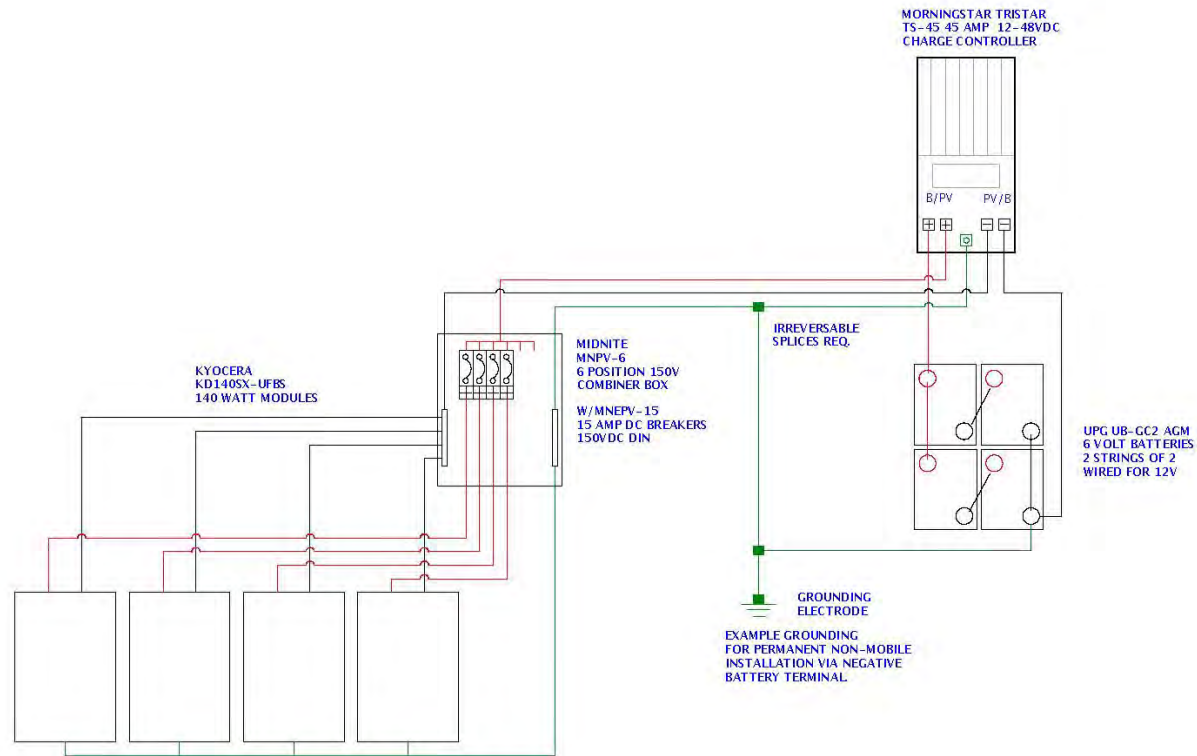 MORNINGSTAR TRISTAR
TS-45 45 AMP 12-48VDC
CHARGE CONTROLLER
B/PV PV/B
IRREVERSABLE
SPLICES REQ.
MIDNITE
MNPV-6
6 POSITION 150V
COMBINER BOX
W/MNEPV-15
15 AMP DC BREAKERS
150VDC DIN
KYOCERA
KD140SX-UFBS
140 WATT MODULES
UPG UB-GC2 AGM
6 VOLT BATTERIES
2 STRINGS OF 2
WIRED FOR 12V
GROUNDING
ELECTRODE
EXAMPLE GROUNDING
FOR PERMANENT NON-MOBILE
INSTALLATION VIA NEGATIVE
BATTERY TERMINAL.